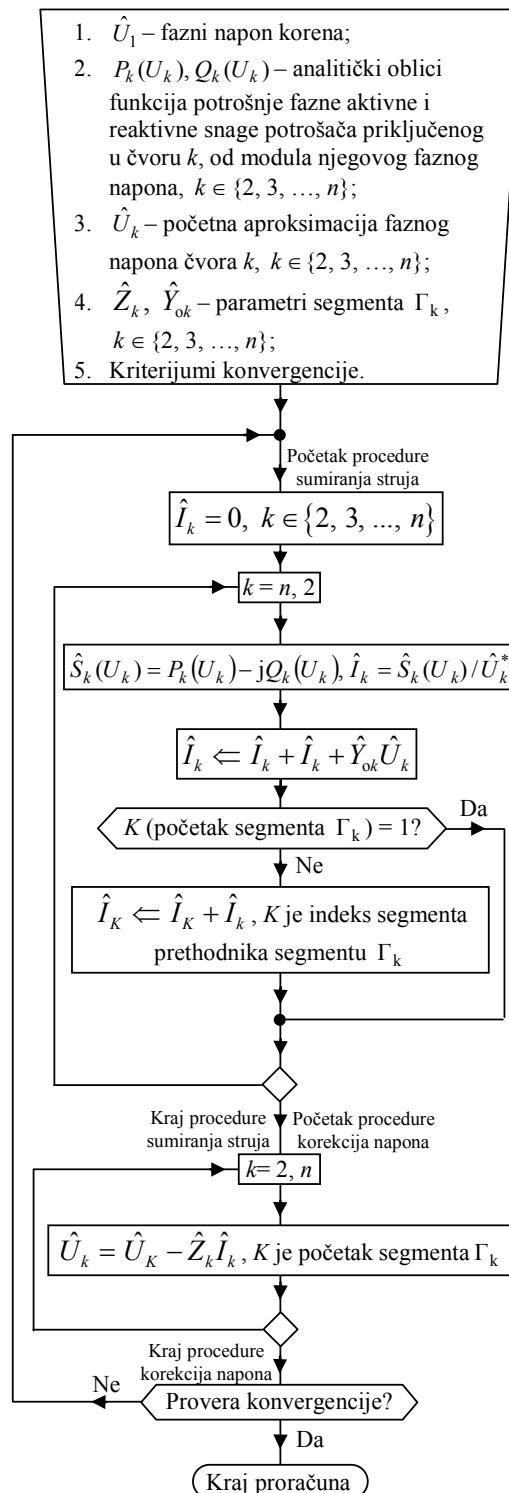 1. Û₁ – fazni napon korena;
2. Pₖ(Uₖ), Qₖ(Uₖ) – analitički oblici
funkcija potrošnje fazne aktivne i
reaktivne snage potrošača priključenog
u čvoru k, od modula njegovog faznog
napona, k ∈ {2, 3, …, n};
3. Ûₖ – početna aproksimacija faznog
napona čvora k, k ∈ {2, 3, …, n};
4. Ẑₖ, Ŷₒₖ – parametri segmenta Γₖ,
k ∈ {2, 3, …, n};
5. Kriterijumi konvergencije.
Početak procedure
sumiranja struja
Îₖ = 0, k ∈ {2, 3, ..., n}
k = n, 2
Ŝₖ(Uₖ) = Pₖ(Uₖ) – jQₖ(Uₖ), Îₖ = Ŝₖ(Uₖ)/Ûₖ*
Îₖ ⇐ Îₖ + Îₖ + ŶₒₖÛₖ
K (početak segmenta Γₖ) = 1?
Da
Ne
Î_K ⇐ Î_K + Îₖ, K je indeks segmenta
prethodnika segmentu Γₖ
Kraj procedure
sumiranja struja
Početak procedure
korekcija napona
k= 2, n
Ûₖ = Û_K − ẐₖÎₖ, K je početak segmenta Γₖ
Kraj procedure
korekcija napona
Ne
Provera konvergencije?
Da
Kraj proračuna